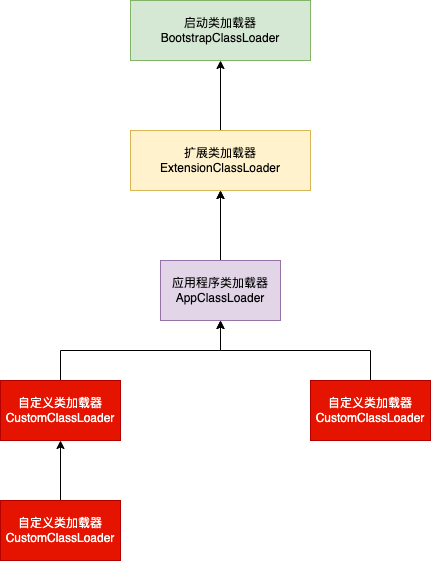 启动类加载器
BootstrapClassLoader
扩展类加载器
ExtensionClassLoader
应用程序类加载器
AppClassLoader
自定义类加载器
CustomClassLoader
自定义类加载器
CustomClassLoader
自定义类加载器
CustomClassLoader